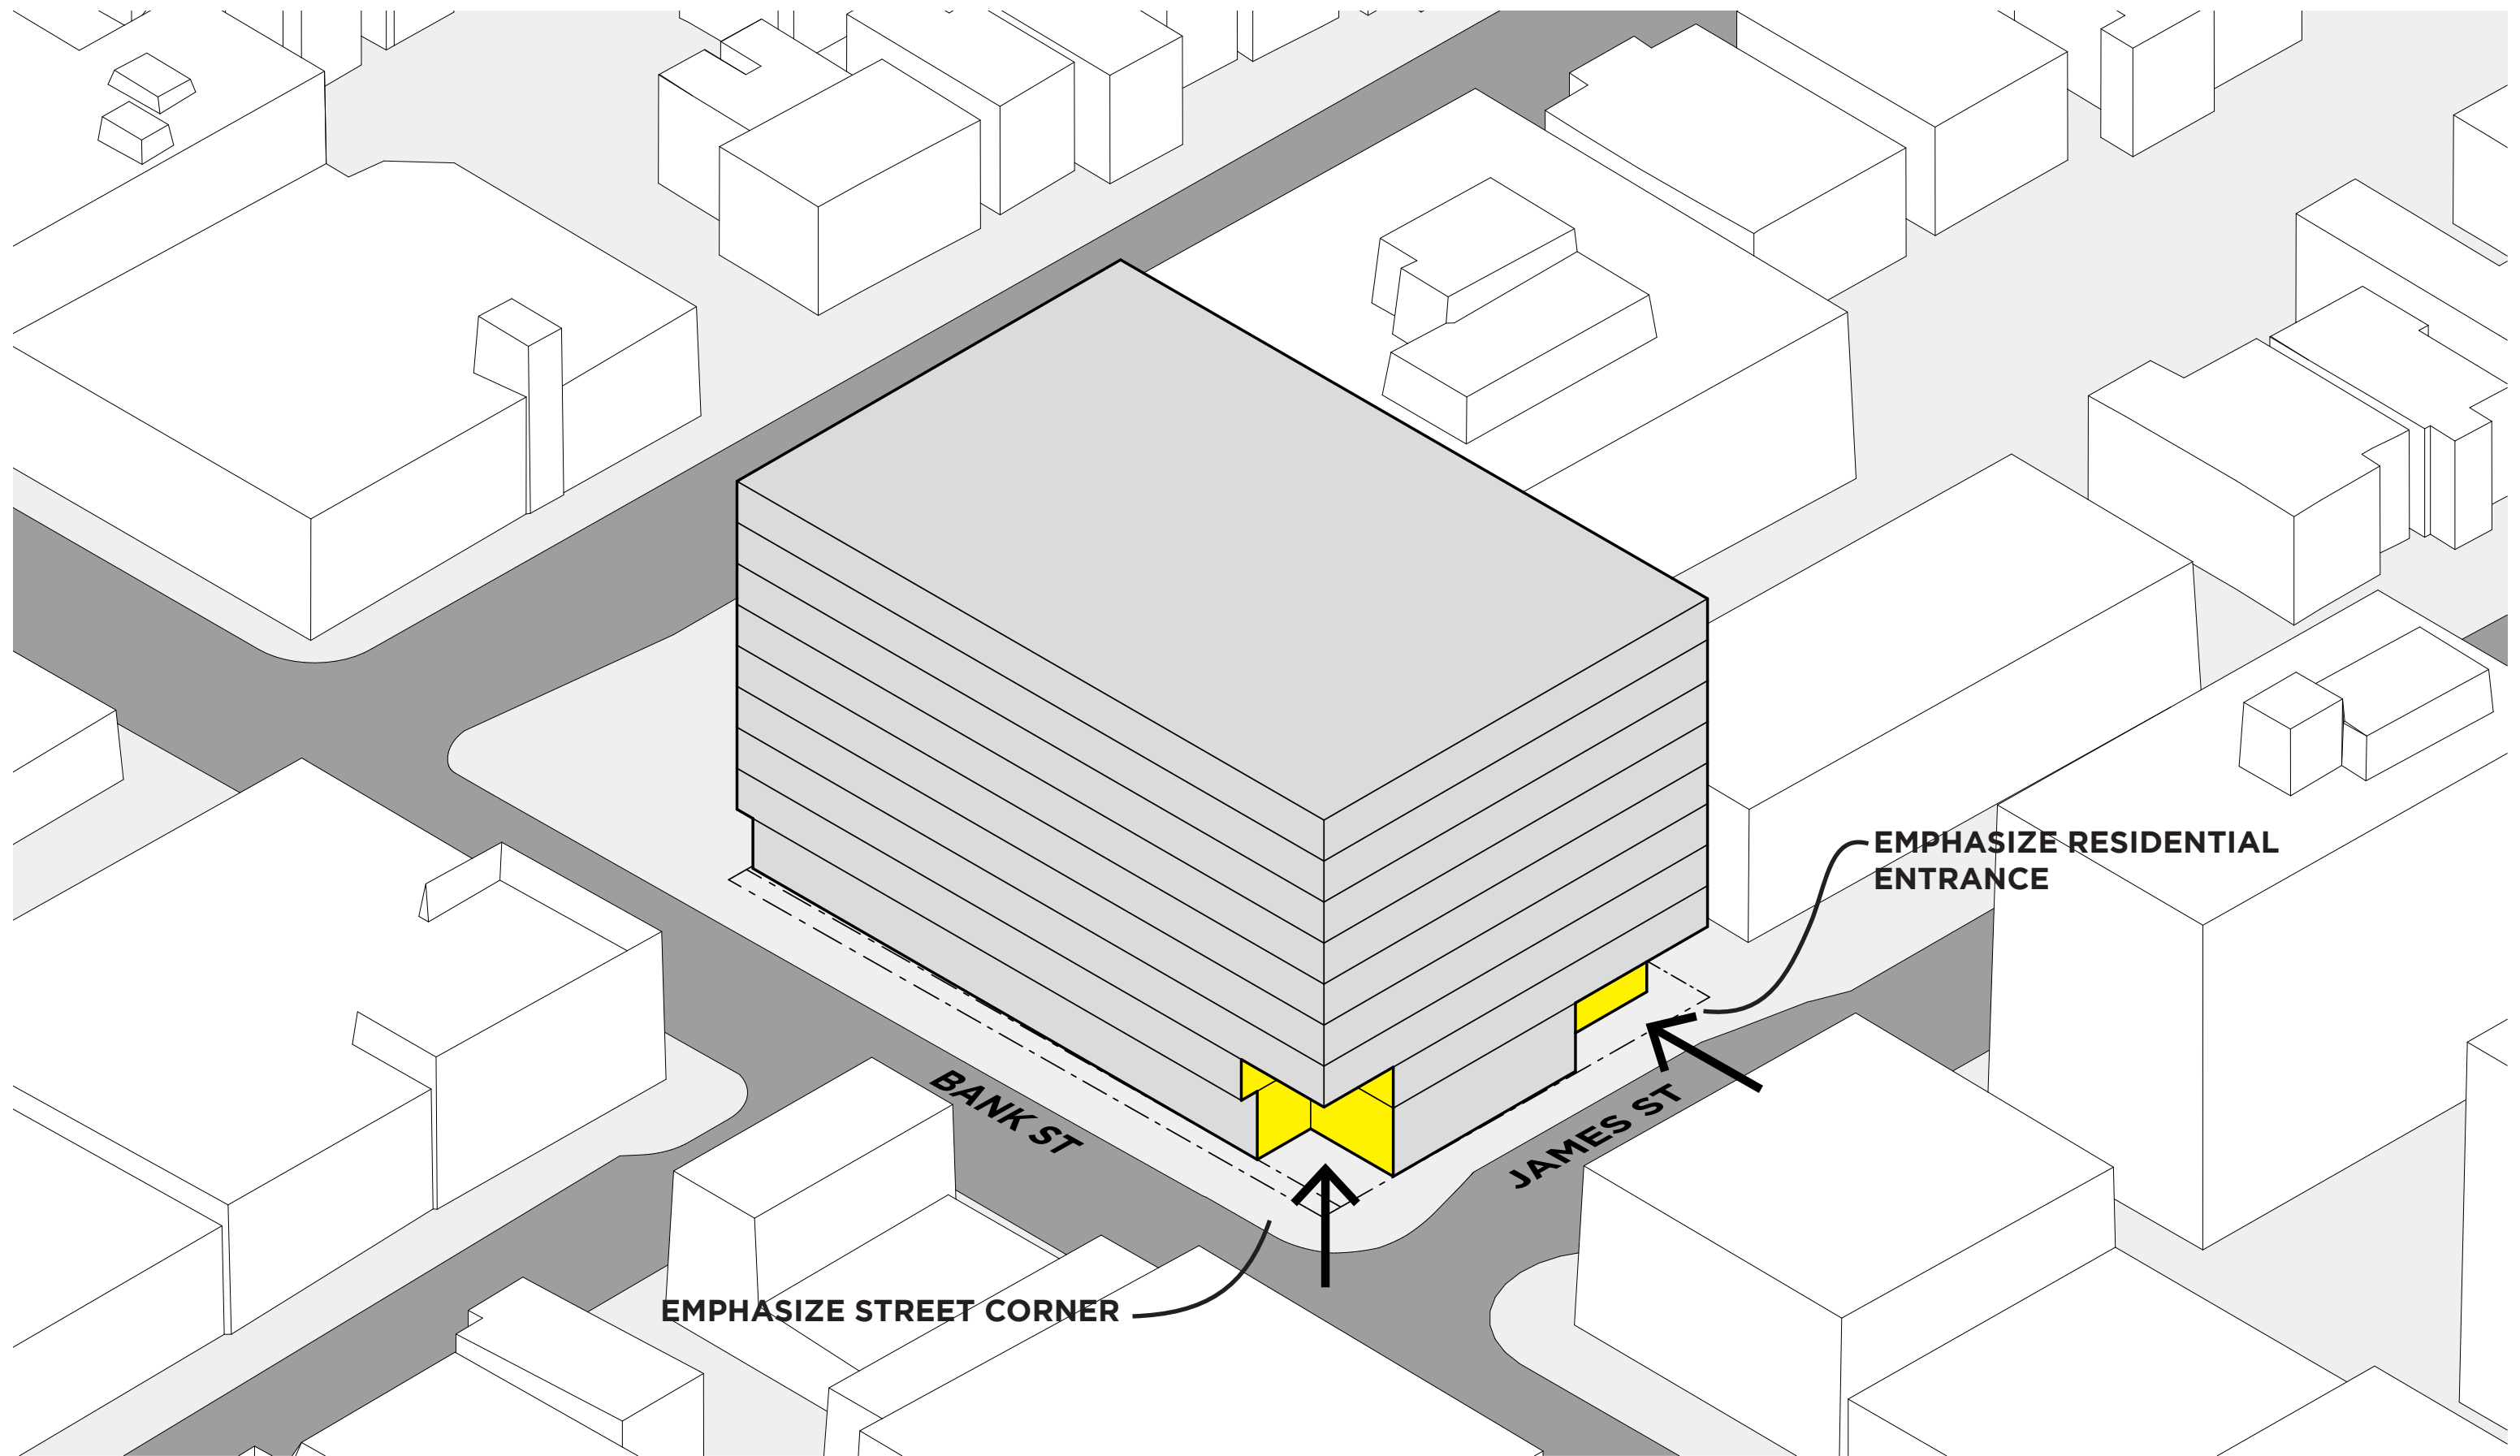 EMPHASIZE RESIDENTIAL
ENTRANCE
BANK ST
JAMES ST
EMPHASIZE STREET CORNER